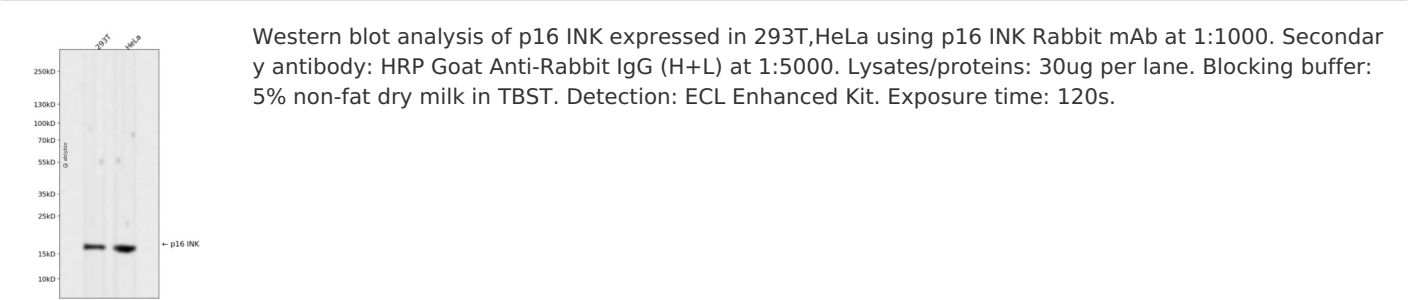 293T HeLa
250kD
130kD
100kD
70kD
55kD
35kD
25kD
15kD
10kD
← p16 INK
Western blot analysis of p16 INK expressed in 293T,HeLa using p16 INK Rabbit mAb at 1:1000. Secondar
y antibody: HRP Goat Anti-Rabbit IgG (H+L) at 1:5000. Lysates/proteins: 30ug per lane. Blocking buffer:
5% non-fat dry milk in TBST. Detection: ECL Enhanced Kit. Exposure time: 120s.